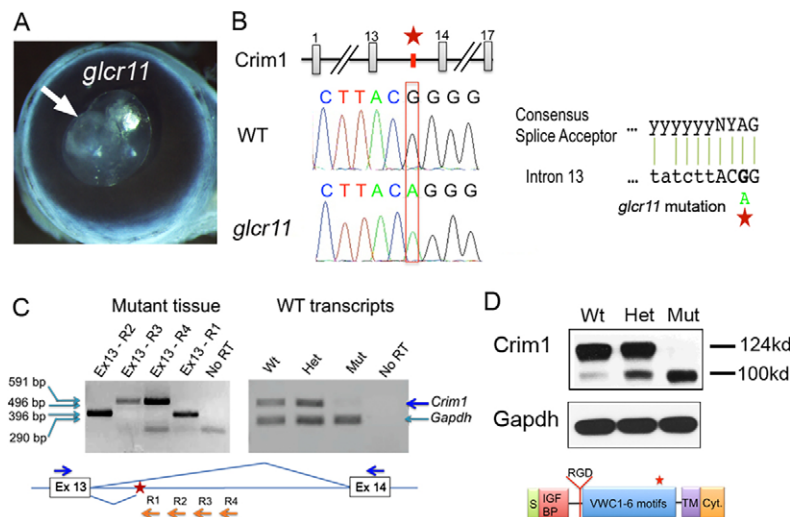 A
glcr11
B
1 13 14 17
Crim1
C T T A C G G G G
WT
C T T A C A G G G
glcr11
Consensus
Splice Acceptor
... yyyyyyNYAG
Intron 13
... tatcttACGG
glcr11 mutation
A
C
Mutant tissue
WT transcripts
Ex13 - R2
Ex13 - R3
Ex13 - R4
Ex13 - R1
No RT
Wt
Het
Mut
No RT
591 bp
496 bp
396 bp
290 bp
Crim1
Gapdh
Ex 13
Ex 14
R1 R2 R3 R4
D
Wt Het Mut
Crim1
124kd
100kd
Gapdh
RGD
S
IGF
BP
VWC1-6 motifs
TM
Cyt.